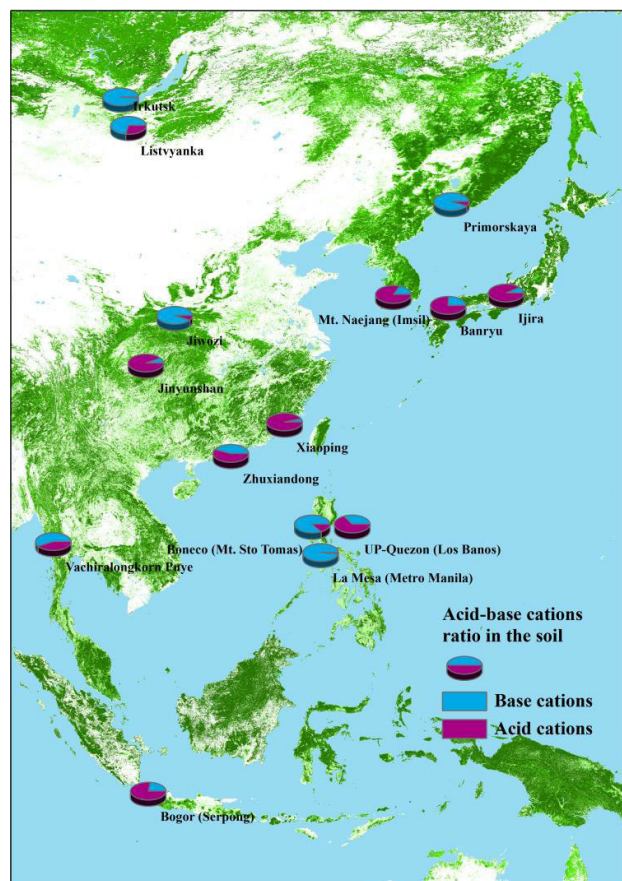 Irkutsk
Listvyanka
Primorskaya
Mt. Naejang (Imsil)
Ijira
Banryu
Jiwozi
Jinyunshan
Xiaoping
Zhuxiandong
Boneco (Mt. Sto Tomas)
UP-Quezon (Los Banos)
Vachiralongkorn Puye
La Mesa (Metro Manila)
Acid-base cations
ratio in the soil
Base cations
Acid cations
Bogor (Serpong)